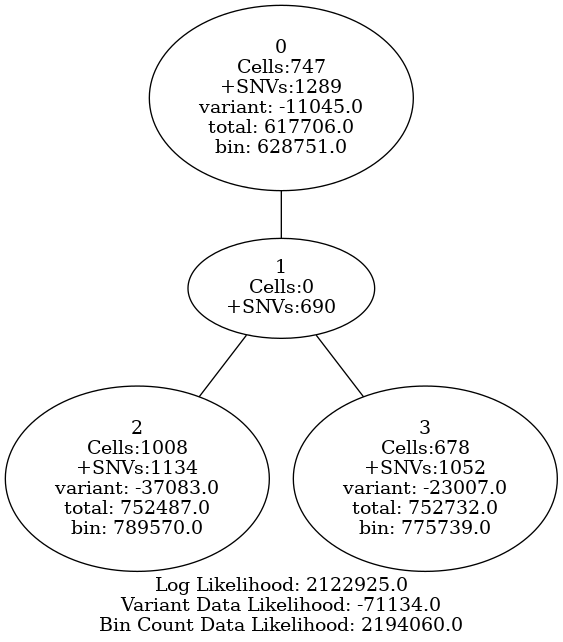 0
Cells:747
+SNVs:1289
variant: -11045.0
total: 617706.0
bin: 628751.0
1
Cells:0
+SNVs:690
2
Cells:1008
+SNVs:1134
variant: -37083.0
total: 752487.0
bin: 789570.0
3
Cells:678
+SNVs:1052
variant: -23007.0
total: 752732.0
bin: 775739.0
Log Likelihood: 2122925.0
Variant Data Likelihood: -71134.0
Bin Count Data Likelihood: 2194060.0